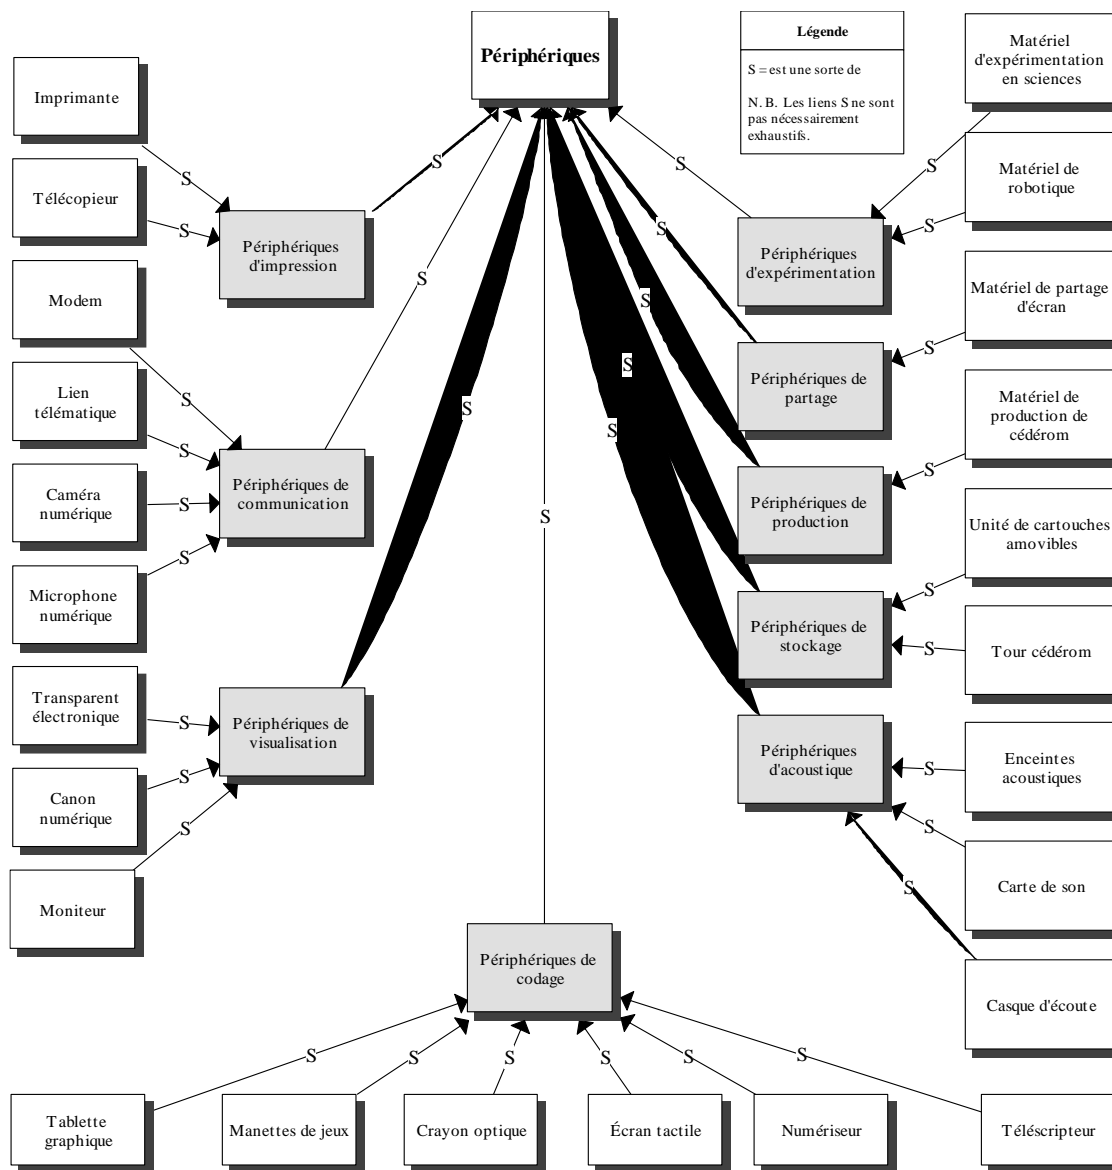 Périphériques
Légende
S = est une sorte de
N. B. Les liens S ne sont
pas nécessairement
exhaustifs.
Matériel
d'expérimentation
en sciences
Imprimante
S
S
S
S
Matériel de
robotique
Télécopieur
S
S
S
Périphériques
d'impression
Périphériques
d'expérimentation
Modem
S
S
Matériel de partage
d'écran
S
S
S
S
Périphériques de
partage
Lien
télématique
S
S
S
S
Matériel de
production de
cédérom
S
S
Périphériques de
communication
Périphériques de
production
Caméra
numérique
S
S
Unité de cartouches
amovibles
Microphone
numérique
S
S
Périphériques de
stockage
S
Tour cédérom
Transparent
électronique
S
Périphériques de
visualisation
Périphériques
d'acoustique
S
Enceintes
acoustiques
Canon
numérique
S
S
S
Carte de son
Moniteur
S
Périphériques de
codage
Casque d'écoute
S
S
S
S
S
S
Tablette
graphique
Manettes de jeux
Crayon optique
Écran tactile
Numériseur
Téléscripteur